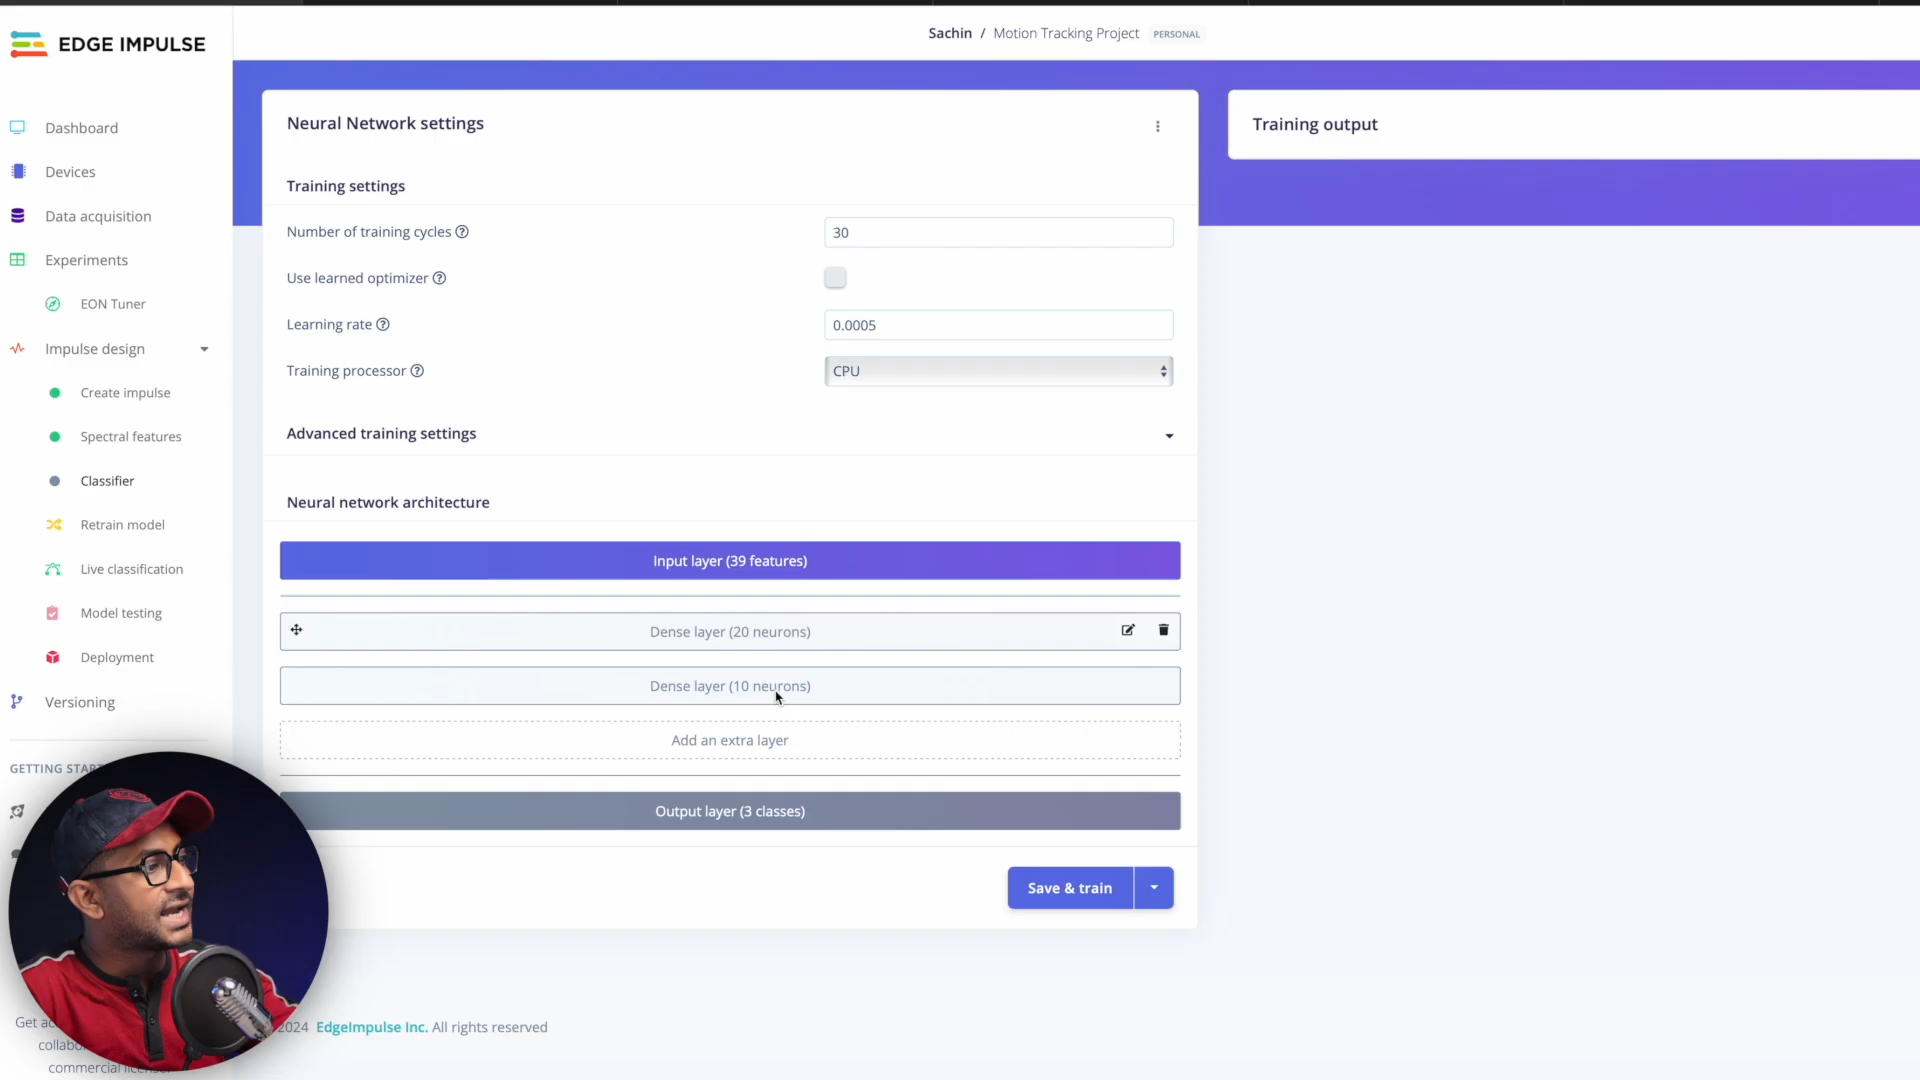 EDGE IMPULSE
Sachin / Motion Tracking Project PERSONAL
Dashboard
Devices
Data acquisition
Experiments
EON Tuner
Impulse design
Create impulse
Spectral features
Classifier
Retrain model
Live classification
Model testing
Deployment
Versioning
GETTING
Get
Neural Network settings
Training settings
Number of training cycles
30
Use learned optimizer
Learning rate
0.0005
Training processor
CPU
Advanced training settings
Neural network architecture
Input layer (39 features)
Dense layer (20 neurons)
Dense layer (10 neurons)
Add an extra layer
Output layer (3 classes)
Save & train
Training output
2024 EdgeImpulse Inc. All rights reserved
commercial